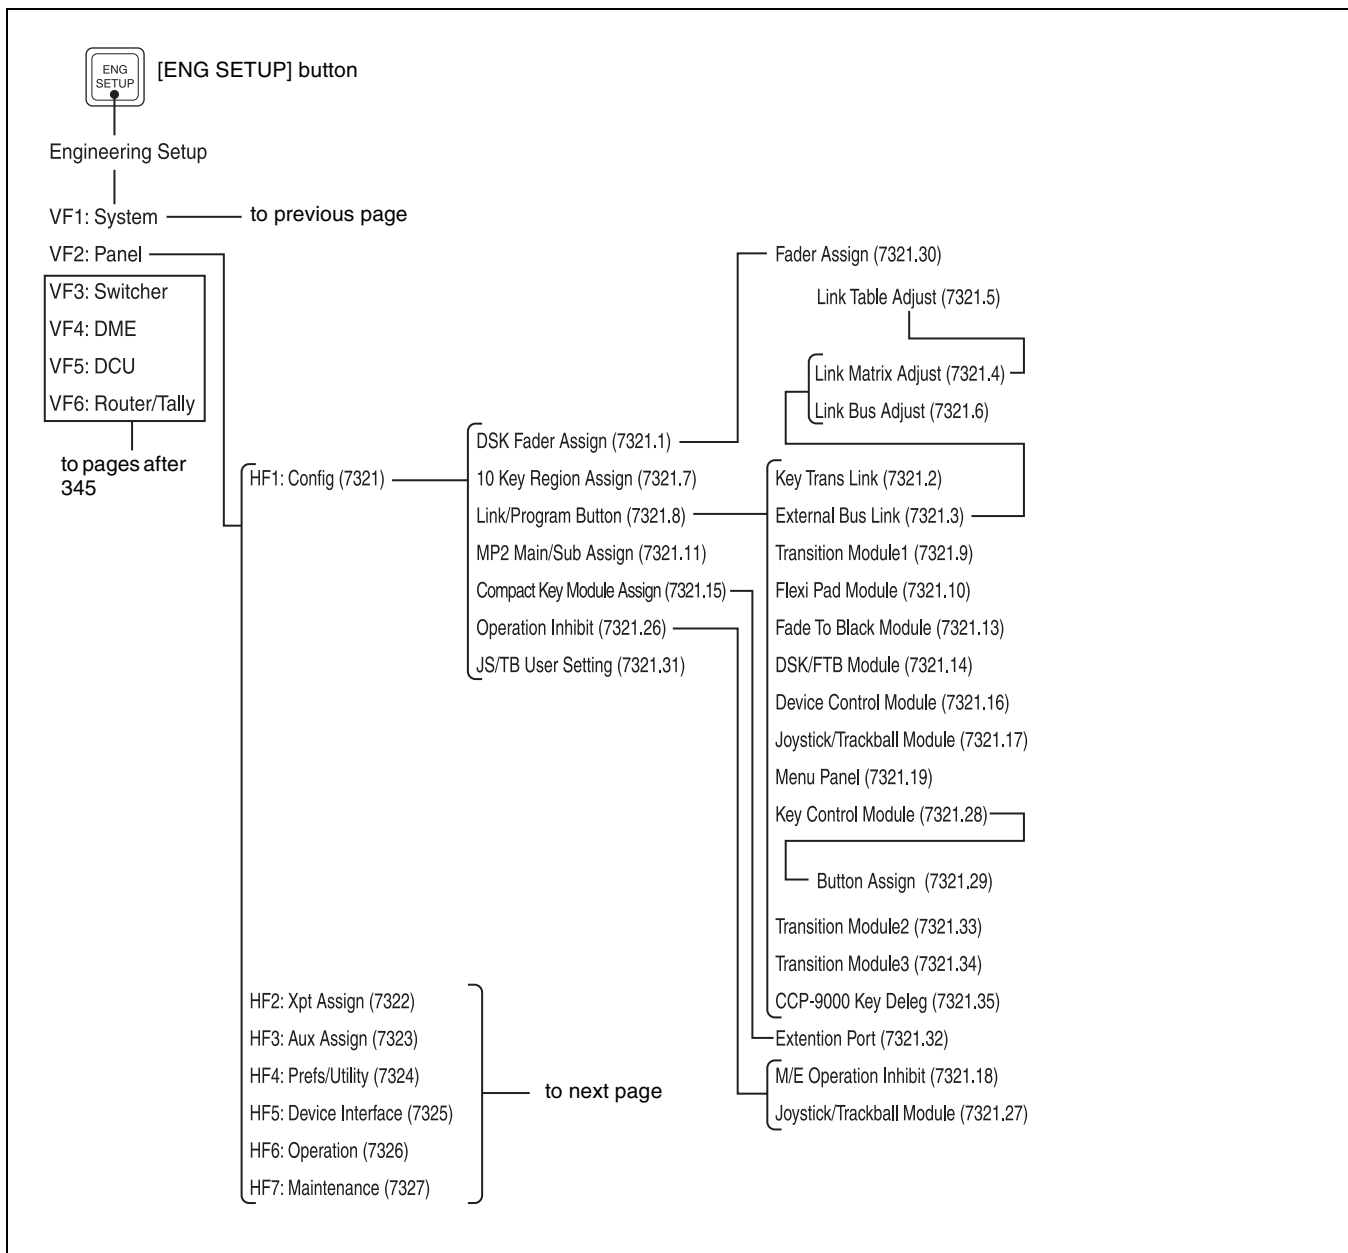 ENG
SETUP
[ENG SETUP] button
Engineering Setup
VF1: System
to previous page
VF2: Panel
VF3: Switcher
VF4: DME
VF5: DCU
VF6: Router/Tally
to pages after
345
HF1: Config (7321)
HF2: Xpt Assign (7322)
HF3: Aux Assign (7323)
HF4: Prefs/Utility (7324)
HF5: Device Interface (7325)
HF6: Operation (7326)
HF7: Maintenance (7327)
to next page
DSK Fader Assign (7321.1)
10 Key Region Assign (7321.7)
Link/Program Button (7321.8)
MP2 Main/Sub Assign (7321.11)
Compact Key Module Assign (7321.15)
Operation Inhibit (7321.26)
JS/TB User Setting (7321.31)
Fader Assign (7321.30)
Link Table Adjust (7321.5)
Link Matrix Adjust (7321.4)
Link Bus Adjust (7321.6)
Key Trans Link (7321.2)
External Bus Link (7321.3)
Transition Module1 (7321.9)
Flexi Pad Module (7321.10)
Fade To Black Module (7321.13)
DSK/FTB Module (7321.14)
Device Control Module (7321.16)
Joystick/Trackball Module (7321.17)
Menu Panel (7321.19)
Key Control Module (7321.28)
Button Assign (7321.29)
Transition Module2 (7321.33)
Transition Module3 (7321.34)
CCP-9000 Key Deleg (7321.35)
Extention Port (7321.32)
M/E Operation Inhibit (7321.18)
Joystick/Trackball Module (7321.27)